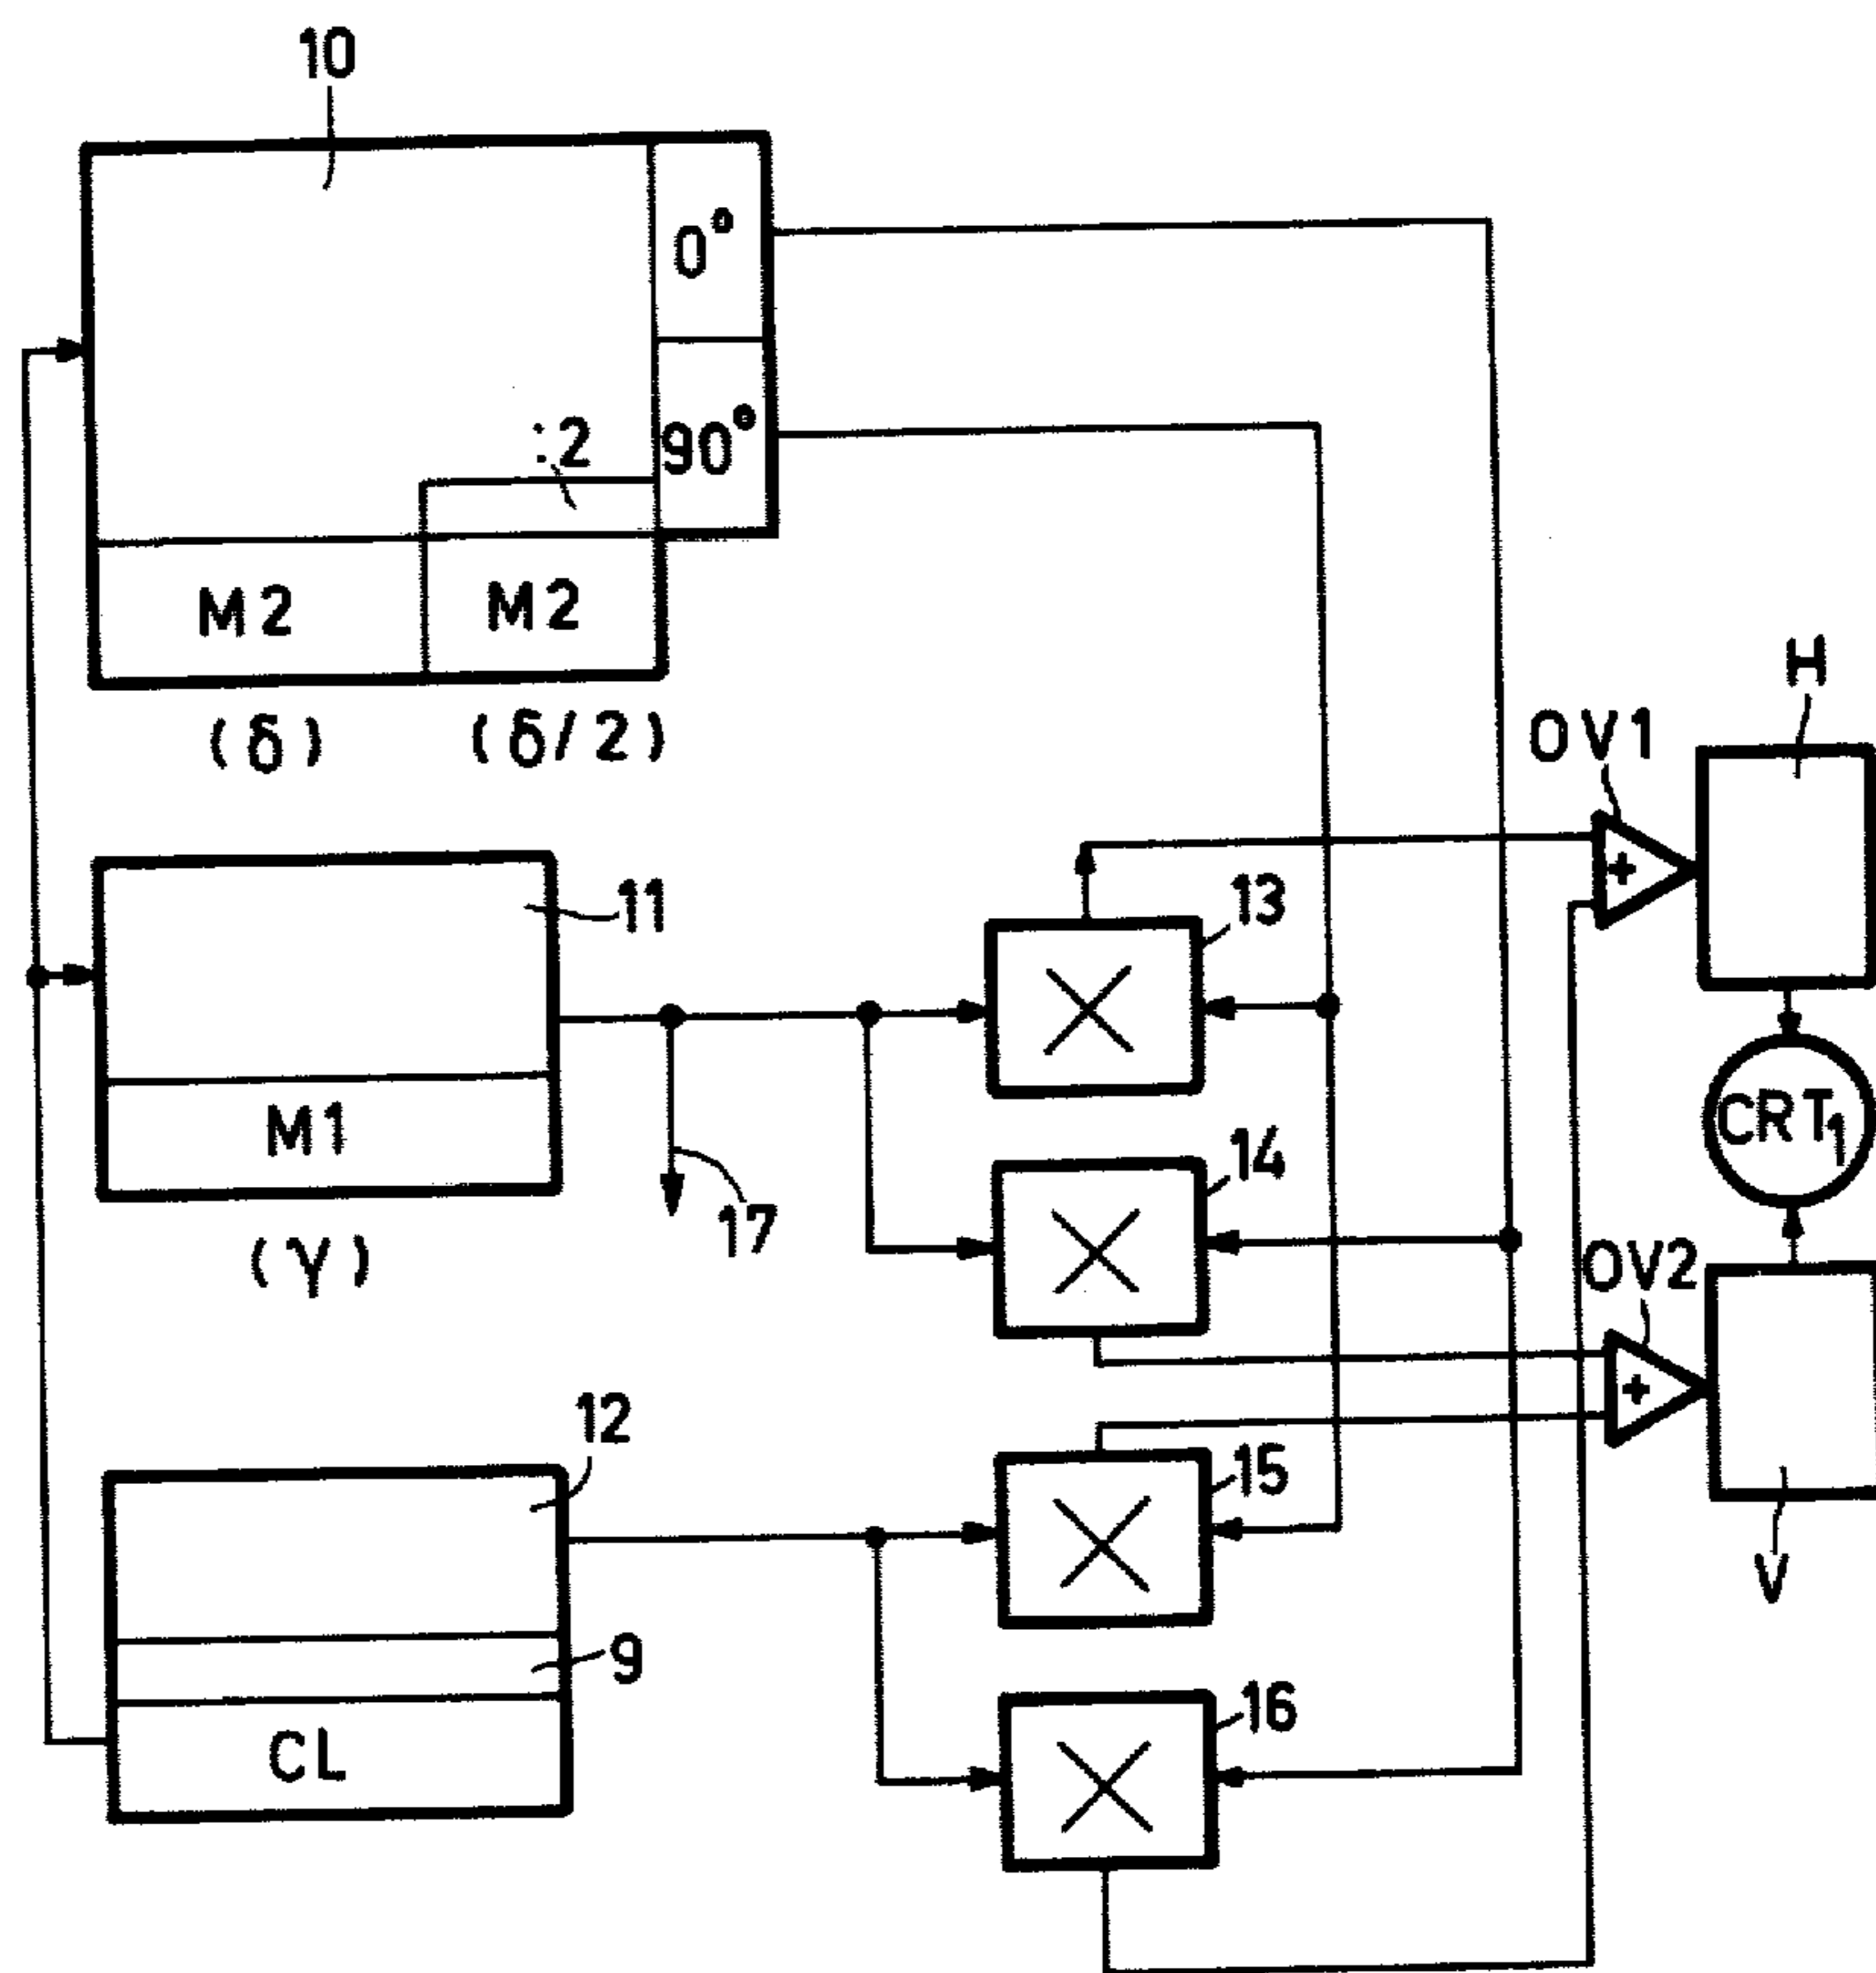 10
0°
:2
90°
M2 M2
(δ) (δ/2)
H
OV1
11
13
M1
CRT1
14
17
(γ)
OV2
12
15
9
V
16
CL